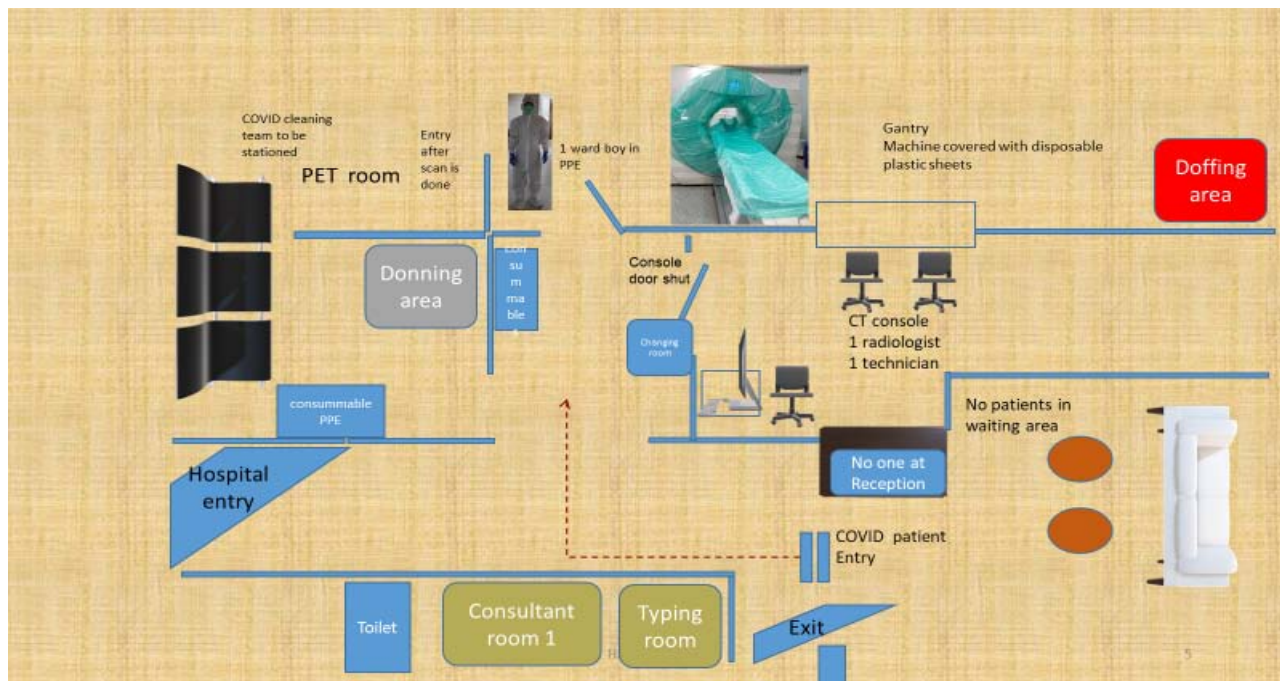 COVID cleaning
team to be
stationed
PET room
Entry
after
scan is
done
1 ward boy in
PPE
Gantry
Machine covered with disposable
plastic sheets
Doffing
area
Donning
area
con
su
m
ma
ble
s
Console
door shut
Changing
room
CT console
1 radiologist
1 technician
consummable
PPE
No patients in
waiting area
Hospital
entry
No one at
Reception
COVID patient
Entry
Toilet
Consultant
room 1
Typing
room
Exit
5